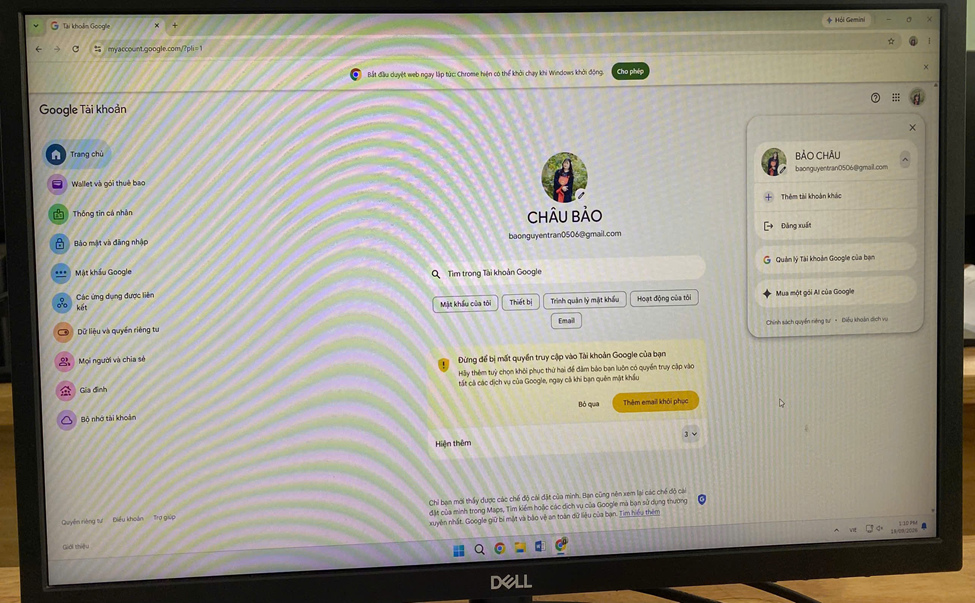 Tài khoản Google
Hỏi Gemini
myaccount.google.com/?pli=1
Bắt đầu duyệt web ngay lập tức: Chrome hiện có thể khởi chạy khi Windows khởi động.
Cho phép
Google Tài khoản
Trang chủ
Wallet và gói thuê bao
Thông tin cá nhân
Bảo mật và đăng nhập
Mật khẩu Google
Các ứng dụng được liên
kết
Dữ liệu và quyền riêng tư
Mọi người và chia sẻ
Gia đình
Bộ nhớ tài khoản
Quyền riêng tư
Điều khoản
Trợ giúp
Giới thiệu
CHÂU BẢO
baonguyentran0506@gmail.com
Tìm trong Tài khoản Google
Mật khẩu của tôi
Thiết bị
Trình quản lý mật khẩu
Hoạt động của tôi
Email
Đừng để bị mất quyền truy cập vào Tài khoản Google của bạn
Hãy thêm tuỳ chọn khôi phục thứ hai để đảm bảo bạn luôn có quyền truy cập vào
tất cả các dịch vụ của Google, ngay cả khi bạn quên mật khẩu
Bỏ qua
Thêm email khôi phục
Hiện thêm
3
Chỉ bạn mới thấy được các chế độ cài đặt của mình. Bạn cũng nên xem lại các chế độ cài
đặt của mình trong Maps, Tìm kiếm hoặc các dịch vụ của Google mà bạn sử dụng thường
xuyên nhất. Google giữ bí mật và bảo vệ an toàn dữ liệu của bạn. Tìm hiểu thêm
BẢO CHÂU
baonguyentran0506@gmail.com
Thêm tài khoản khác
Đăng xuất
Quản lý Tài khoản Google của bạn
Mua một gói AI của Google
Chính sách quyền riêng tư • Điều khoản dịch vụ
VIE
1:10 PM
DELL